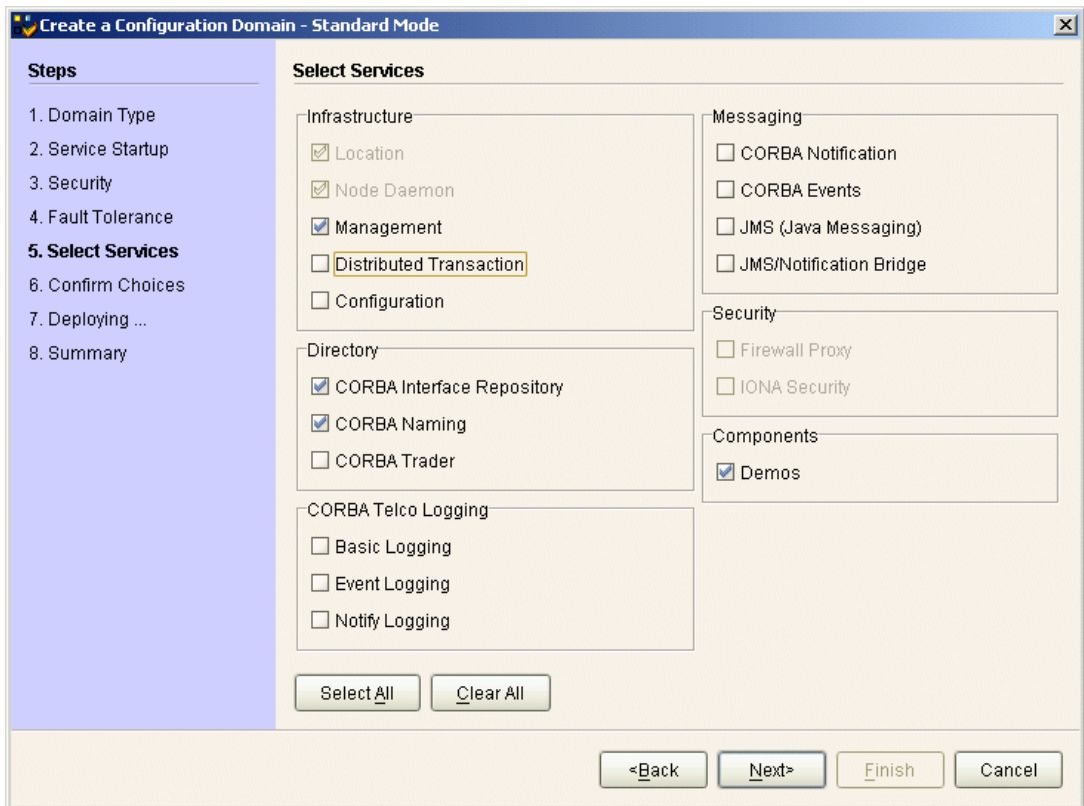 Create a Configuration Domain - Standard Mode
Steps
1. Domain Type
2. Service Startup
3. Security
4. Fault Tolerance
5. Select Services
6. Confirm Choices
7. Deploying ...
8. Summary
Select Services
Infrastructure
Location
Node Daemon
Management
Distributed Transaction
Configuration
Directory
CORBA Interface Repository
CORBA Naming
CORBA Trader
CORBA Telco Logging
Basic Logging
Event Logging
Notify Logging
Messaging
CORBA Notification
CORBA Events
JMS (Java Messaging)
JMS/Notification Bridge
Security
Firewall Proxy
IONA Security
Components
Demos
Select All
Clear All
<Back
Next>
Finish
Cancel